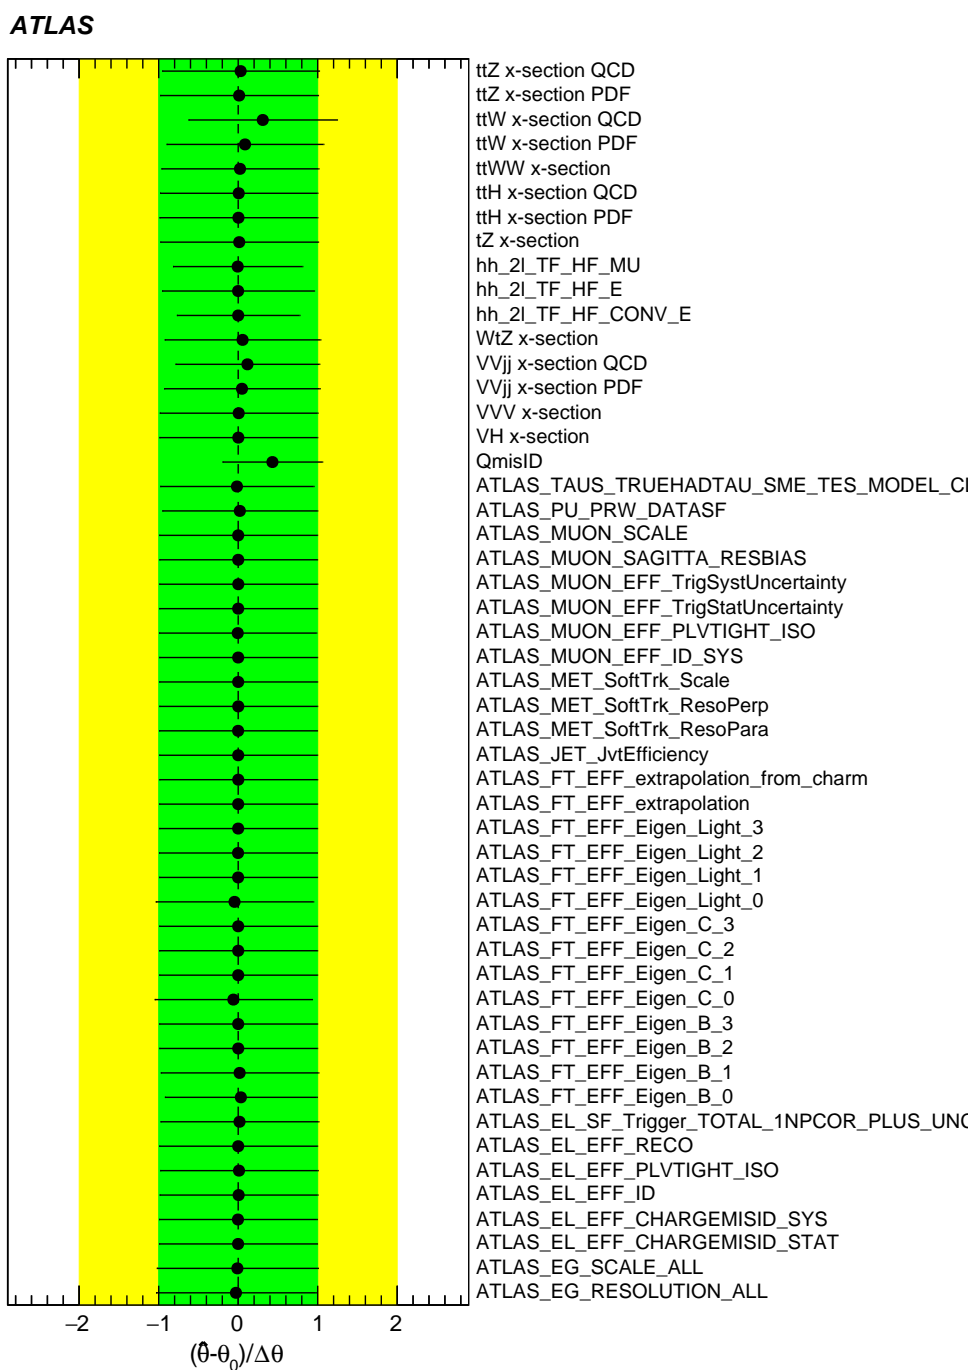 ATLAS
ttZ x-section QCD
ttZ x-section PDF
ttW x-section QCD
ttW x-section PDF
ttWW x-section
ttH x-section QCD
ttH x-section PDF
tZ x-section
hh_2l_TF_HF_MU
hh_2l_TF_HF_E
hh_2l_TF_HF_CONV_E
WtZ x-section
VVjj x-section QCD
VVjj x-section PDF
VVV x-section
VH x-section
QmisID
ATLAS_TAUS_TRUEHADTAU_SME_TES_MODEL_C
ATLAS_PU_PRW_DATASF
ATLAS_MUON_SCALE
ATLAS_MUON_SAGITTA_RESBIAS
ATLAS_MUON_EFF_TrigSystUncertainty
ATLAS_MUON_EFF_TrigStatUncertainty
ATLAS_MUON_EFF_PLVTIGHT_ISO
ATLAS_MUON_EFF_ID_SYS
ATLAS_MET_SoftTrk_Scale
ATLAS_MET_SoftTrk_ResoPerp
ATLAS_MET_SoftTrk_ResoPara
ATLAS_JET_JvtEfficiency
ATLAS_FT_EFF_extrapolation_from_charm
ATLAS_FT_EFF_extrapolation
ATLAS_FT_EFF_Eigen_Light_3
ATLAS_FT_EFF_Eigen_Light_2
ATLAS_FT_EFF_Eigen_Light_1
ATLAS_FT_EFF_Eigen_Light_0
ATLAS_FT_EFF_Eigen_C_3
ATLAS_FT_EFF_Eigen_C_2
ATLAS_FT_EFF_Eigen_C_1
ATLAS_FT_EFF_Eigen_C_0
ATLAS_FT_EFF_Eigen_B_3
ATLAS_FT_EFF_Eigen_B_2
ATLAS_FT_EFF_Eigen_B_1
ATLAS_FT_EFF_Eigen_B_0
ATLAS_EL_SF_Trigger_TOTAL_1NPCOR_PLUS_UNC
ATLAS_EL_EFF_RECO
ATLAS_EL_EFF_PLVTIGHT_ISO
ATLAS_EL_EFF_ID
ATLAS_EL_EFF_CHARGEMISID_SYS
ATLAS_EL_EFF_CHARGEMISID_STAT
ATLAS_EG_SCALE_ALL
ATLAS_EG_RESOLUTION_ALL
−2 −1 0 1 2
(θ̂-θ₀)/Δθ